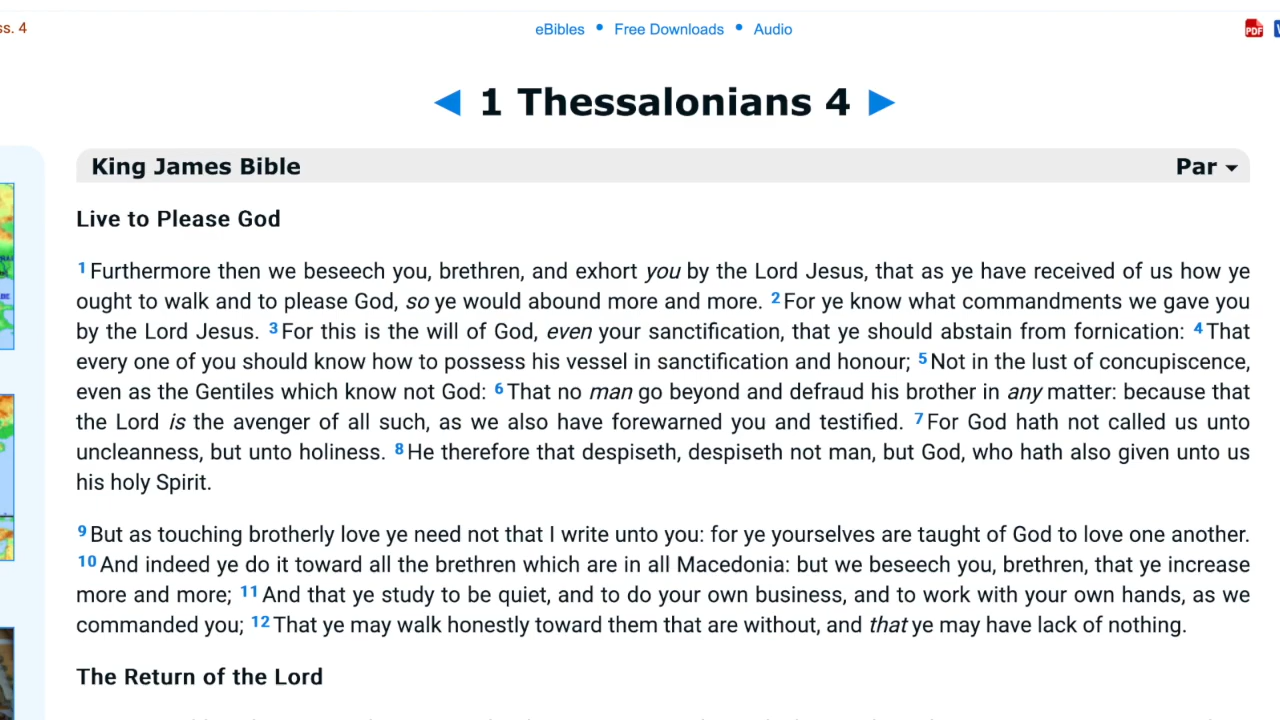 ss. 4
eBibles • Free Downloads • Audio
PDF
◄ 1 Thessalonians 4 ►
King James Bible
Par
Live to Please God
1 Furthermore then we beseech you, brethren, and exhort you by the Lord Jesus, that as ye have received of us how ye
ought to walk and to please God, so ye would abound more and more. 2 For ye know what commandments we gave you
by the Lord Jesus. 3 For this is the will of God, even your sanctification, that ye should abstain from fornication: 4 That
every one of you should know how to possess his vessel in sanctification and honour; 5 Not in the lust of concupiscence,
even as the Gentiles which know not God: 6 That no man go beyond and defraud his brother in any matter: because that
the Lord is the avenger of all such, as we also have forewarned you and testified. 7 For God hath not called us unto
uncleanness, but unto holiness. 8 He therefore that despiseth, despiseth not man, but God, who hath also given unto us
his holy Spirit.
9 But as touching brotherly love ye need not that I write unto you: for ye yourselves are taught of God to love one another.
10 And indeed ye do it toward all the brethren which are in all Macedonia: but we beseech you, brethren, that ye increase
more and more; 11 And that ye study to be quiet, and to do your own business, and to work with your own hands, as we
commanded you; 12 That ye may walk honestly toward them that are without, and that ye may have lack of nothing.
The Return of the Lord